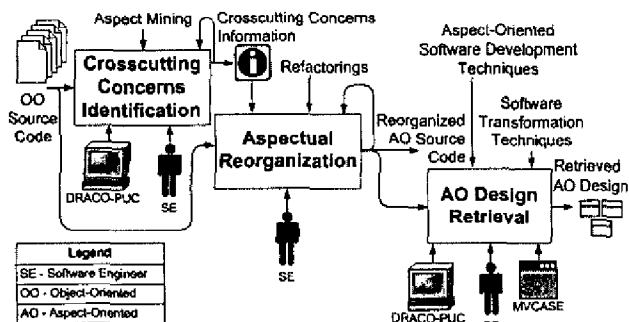 Aspect Mining
Crosscutting Concerns
Information
Aspect-Oriented
Software Development
Techniques
OO
Source
Code
Crosscutting
Concerns
Identification
Refactorings
Software
Transformation
Techniques
Aspectual
Reorganization
Reorganized
AO Source
Code
Retrieved
AO Design
DRACO-PUC
SE
AO Design
Retrieval
SE
DRACO-PUC
MVCASE
Legend
SE - Software Engineer
OO - Object-Oriented
AO - Aspect-Oriented